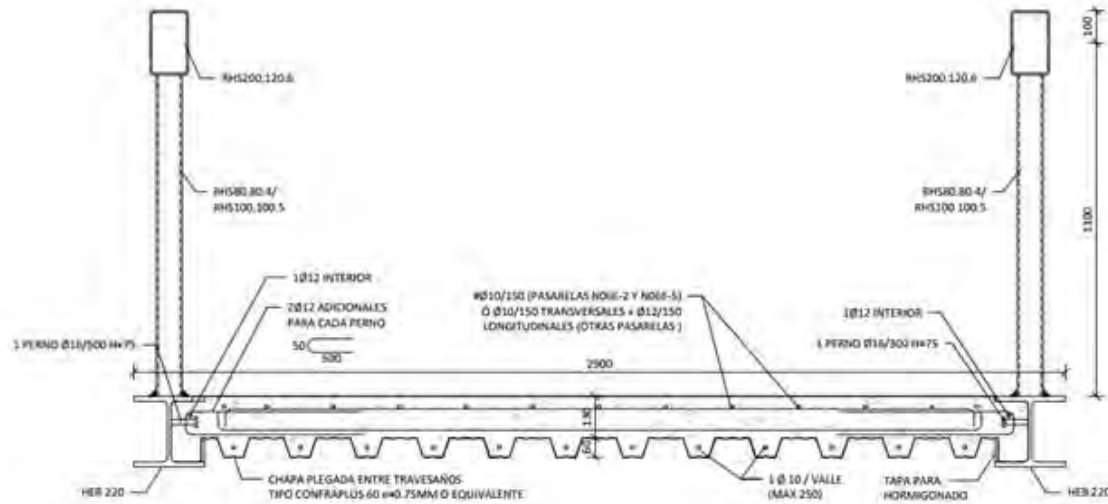 160
RHS200.120.6
RHS200.120.6
RHS80.80.4/
RHS100.100.5
RHS80.80.4/
RHS100.100.5
1100
1Ø12 INTERIOR
2Ø12 ADICIONALES
PARA CADA PERNO
50
500
#Ø10/150 (PASARELAS N06E-2 Y N06E-5)
Ó Ø10/150 TRANSVERSALES + Ø12/150
LONGITUDINALES (OTRAS PASARELAS )
1Ø12 INTERIOR
1 PERNO Ø16/300 H=75
1 PERNO Ø16/300 H=75
2900
130
60
HEB 220
CHAPA PLEGADA ENTRE TRAVESAÑOS
TIPO CONFRAPLUS 60 e=0.75MM O EQUIVALENTE
1 Ø 10 / VALLE
(MAX 250)
TAPA PARA
HORMIGONADO
HEB 220